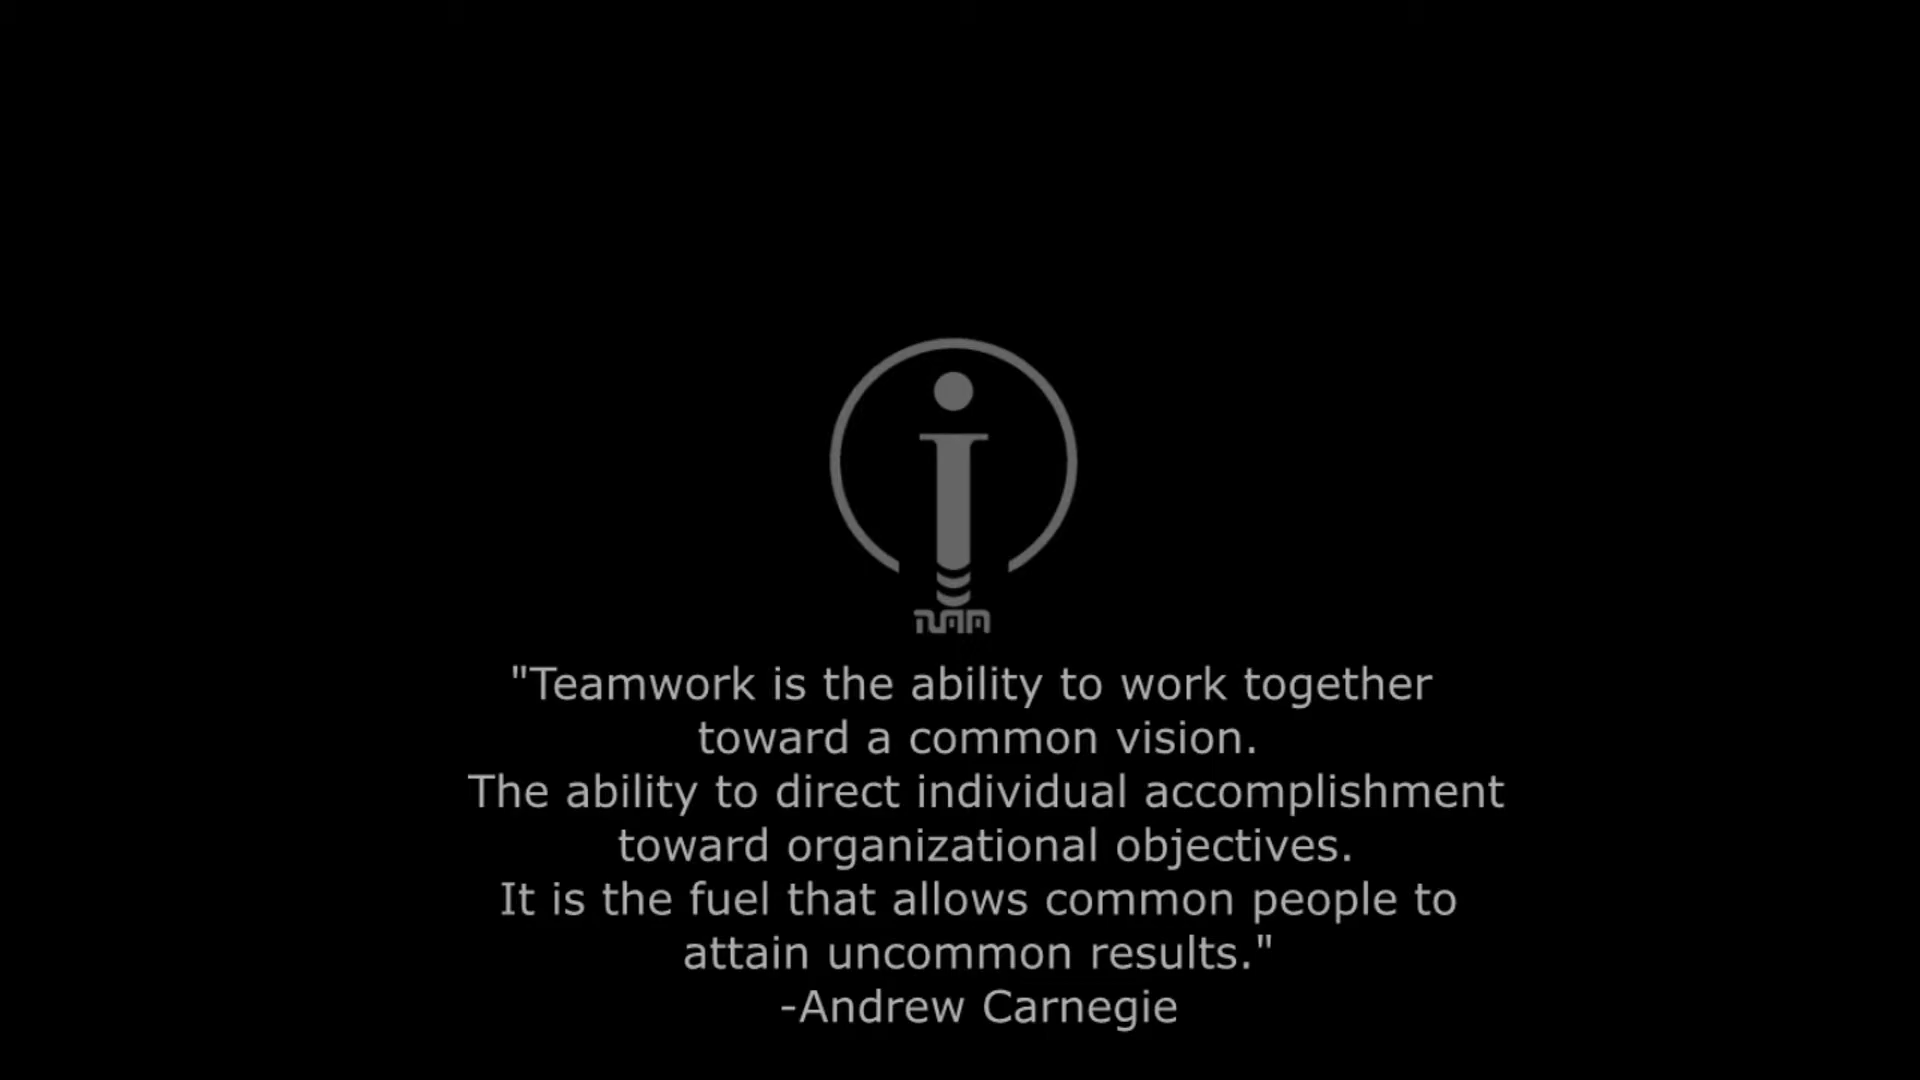 "Teamwork is the ability to work together
toward a common vision.
The ability to direct individual accomplishment
toward organizational objectives.
It is the fuel that allows common people to
attain uncommon results."
-Andrew Carnegie